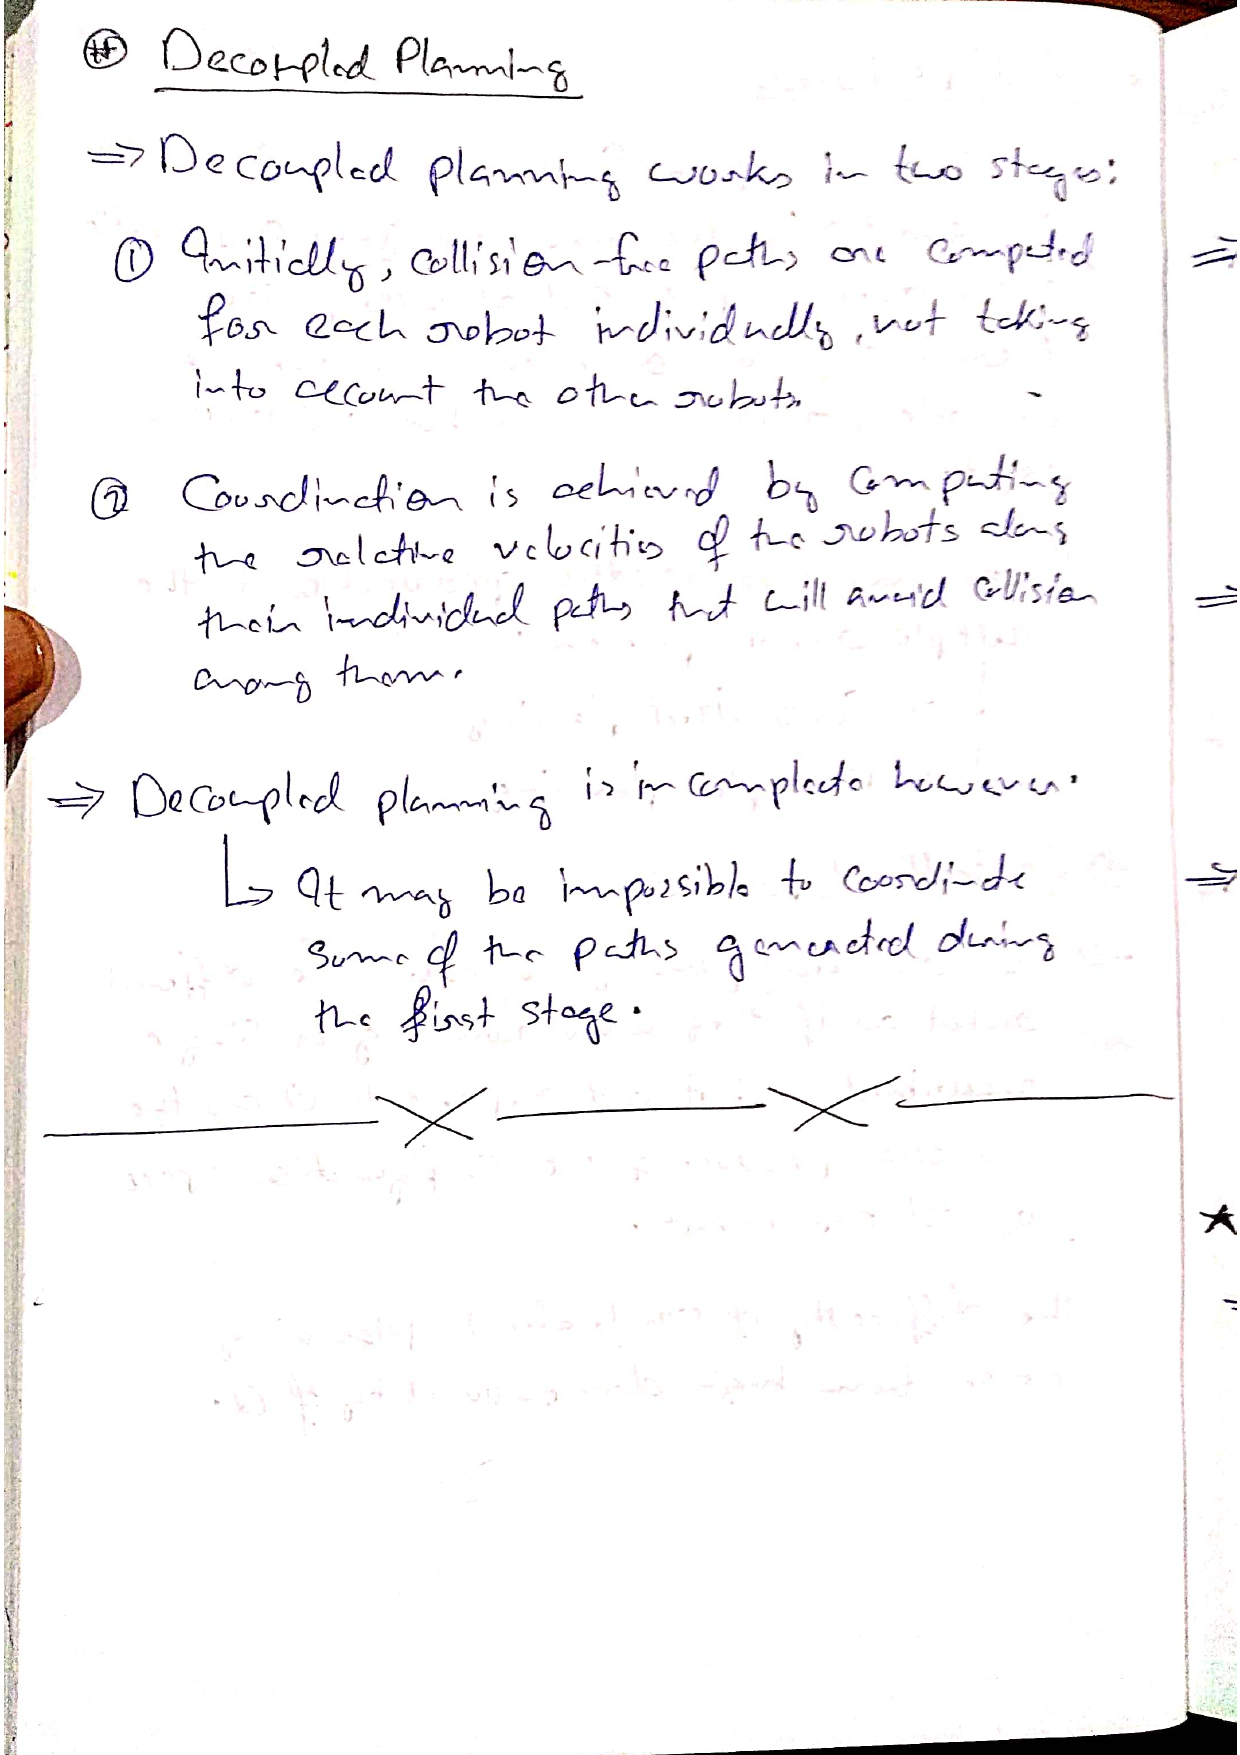 # Decoupled Planning
⇒ Decoupled planning works in two stages:
① Initially, collision-free paths are computed
for each robot individually, not taking
into account the other robots.
② Coordination is achieved by computing
the relative velocities of the robots along
their individual paths that will avoid collision
among them.
⇒ Decoupled planning is incomplete however.
↳ It may be impossible to coordinate
some of the paths generated during
the first stage.